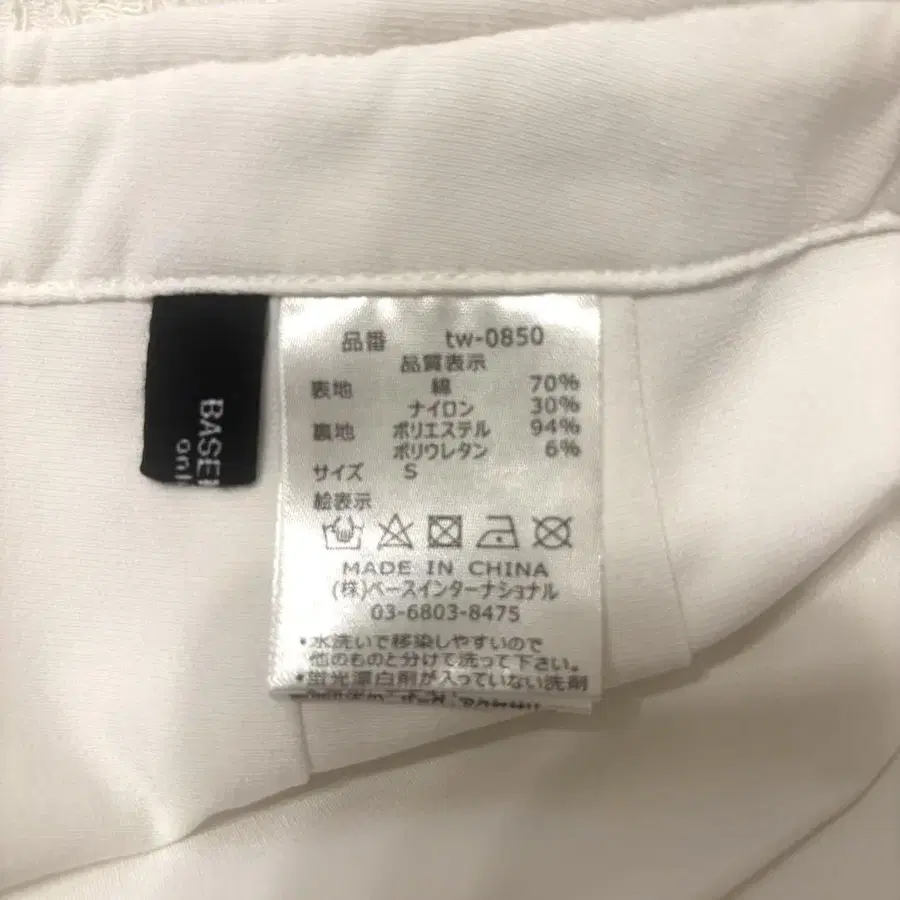 品番 tw-0850
品質表示
表地 綿 70%
ナイロン 30%
裏地 ポリエステル 94%
ポリウレタン 6%
サイズ S
絵表示
MADE IN CHINA
(株)ベースインターナショナル
03-6803-8475
•水洗いで移染しやすいので
他のものと分けて洗って下さい。
•蛍光漂白剤が入っていない洗剤
BASE
only